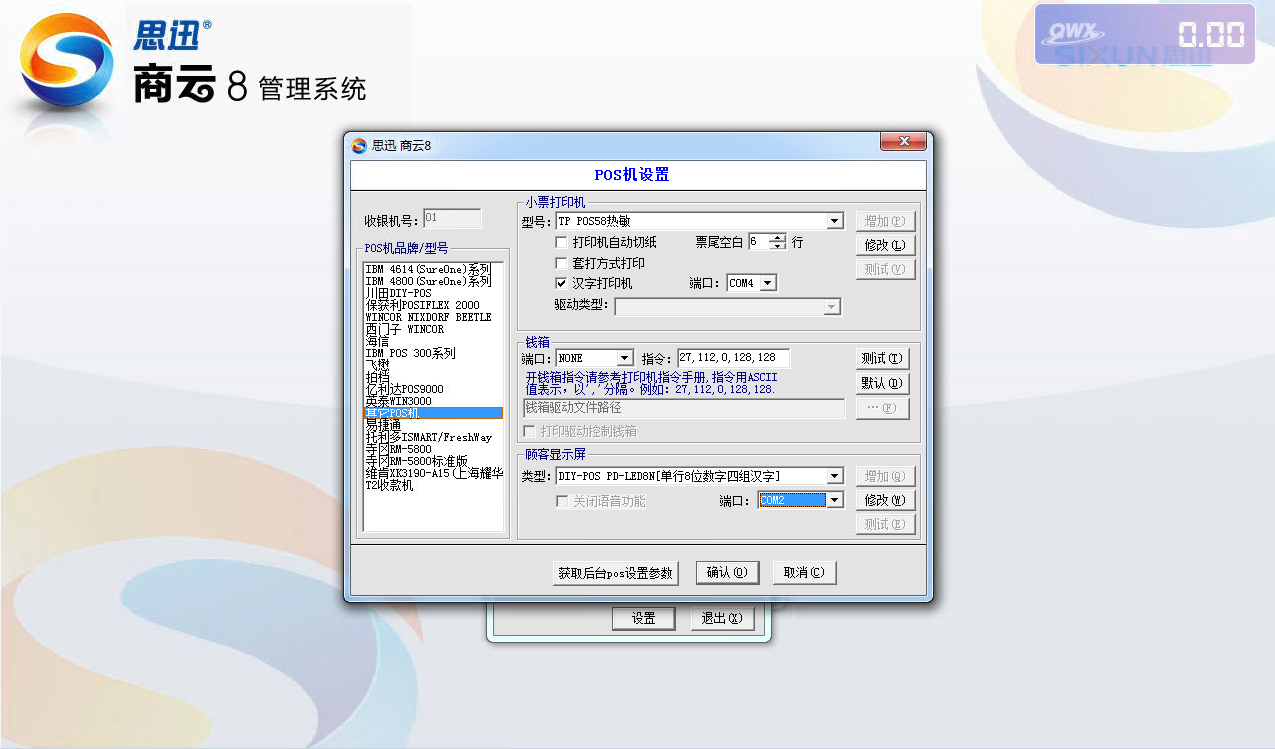 思迅®
商云8管理系统
QWX
0.00
SIXUN思迅
思迅 商云8
POS机设置
收银机号: 01
POS机品牌/型号
IBM 4614(SureOne)系列
IBM 4800(SureOne)系列
川田DIY-POS
保获利POSIFLEX 2000
WINCOR NIXDORF BEETLE
西门子 WINCOR
海信
IBM POS 300系列
飞懋
拍档
亿利达POS9000
英泰WIN3000
其它POS机
易捷通
托利多ISMART/FreshWay
寺冈RM-5800
寺冈RM-5800标准版
维肯XK3190-A15(上海耀华
T2收款机
小票打印机
型号: TP POS58热敏
增加(P)
打印机自动切纸
票尾空白 6 行
修改(L)
套打方式打印
测试(V)
汉字打印机
端口: COM4
驱动类型:
钱箱
端口: NONE
指令: 27,112,0,128,128
测试(T)
开钱箱指令请参考打印机指令手册,指令用ASCII
值表示,以','分隔。例如: 27,112,0,128,128.
默认(D)
钱箱驱动文件路径
...(F)
打印驱动控制钱箱
顾客显示屏
类型: DIY-POS PD-LED8N[单行8位数字四组汉字]
增加(Q)
关闭语音功能
端口: COM2
修改(W)
测试(E)
获取后台pos设置参数
确认(O)
取消(C)
设置
退出(X)